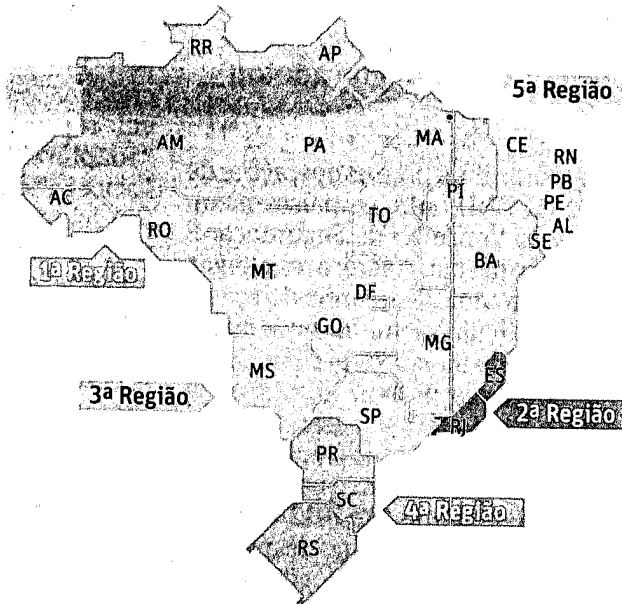 RR
AP
5ª Região
AM
PA
MA
CE
RN
AC
PI
PB
PE
RO
TO
AL
SE
1ª Região
MT
BA
DF
GO
MG
MS
ES
3ª Região
SP
RJ
2ª Região
PR
SC
4ª Região
RS